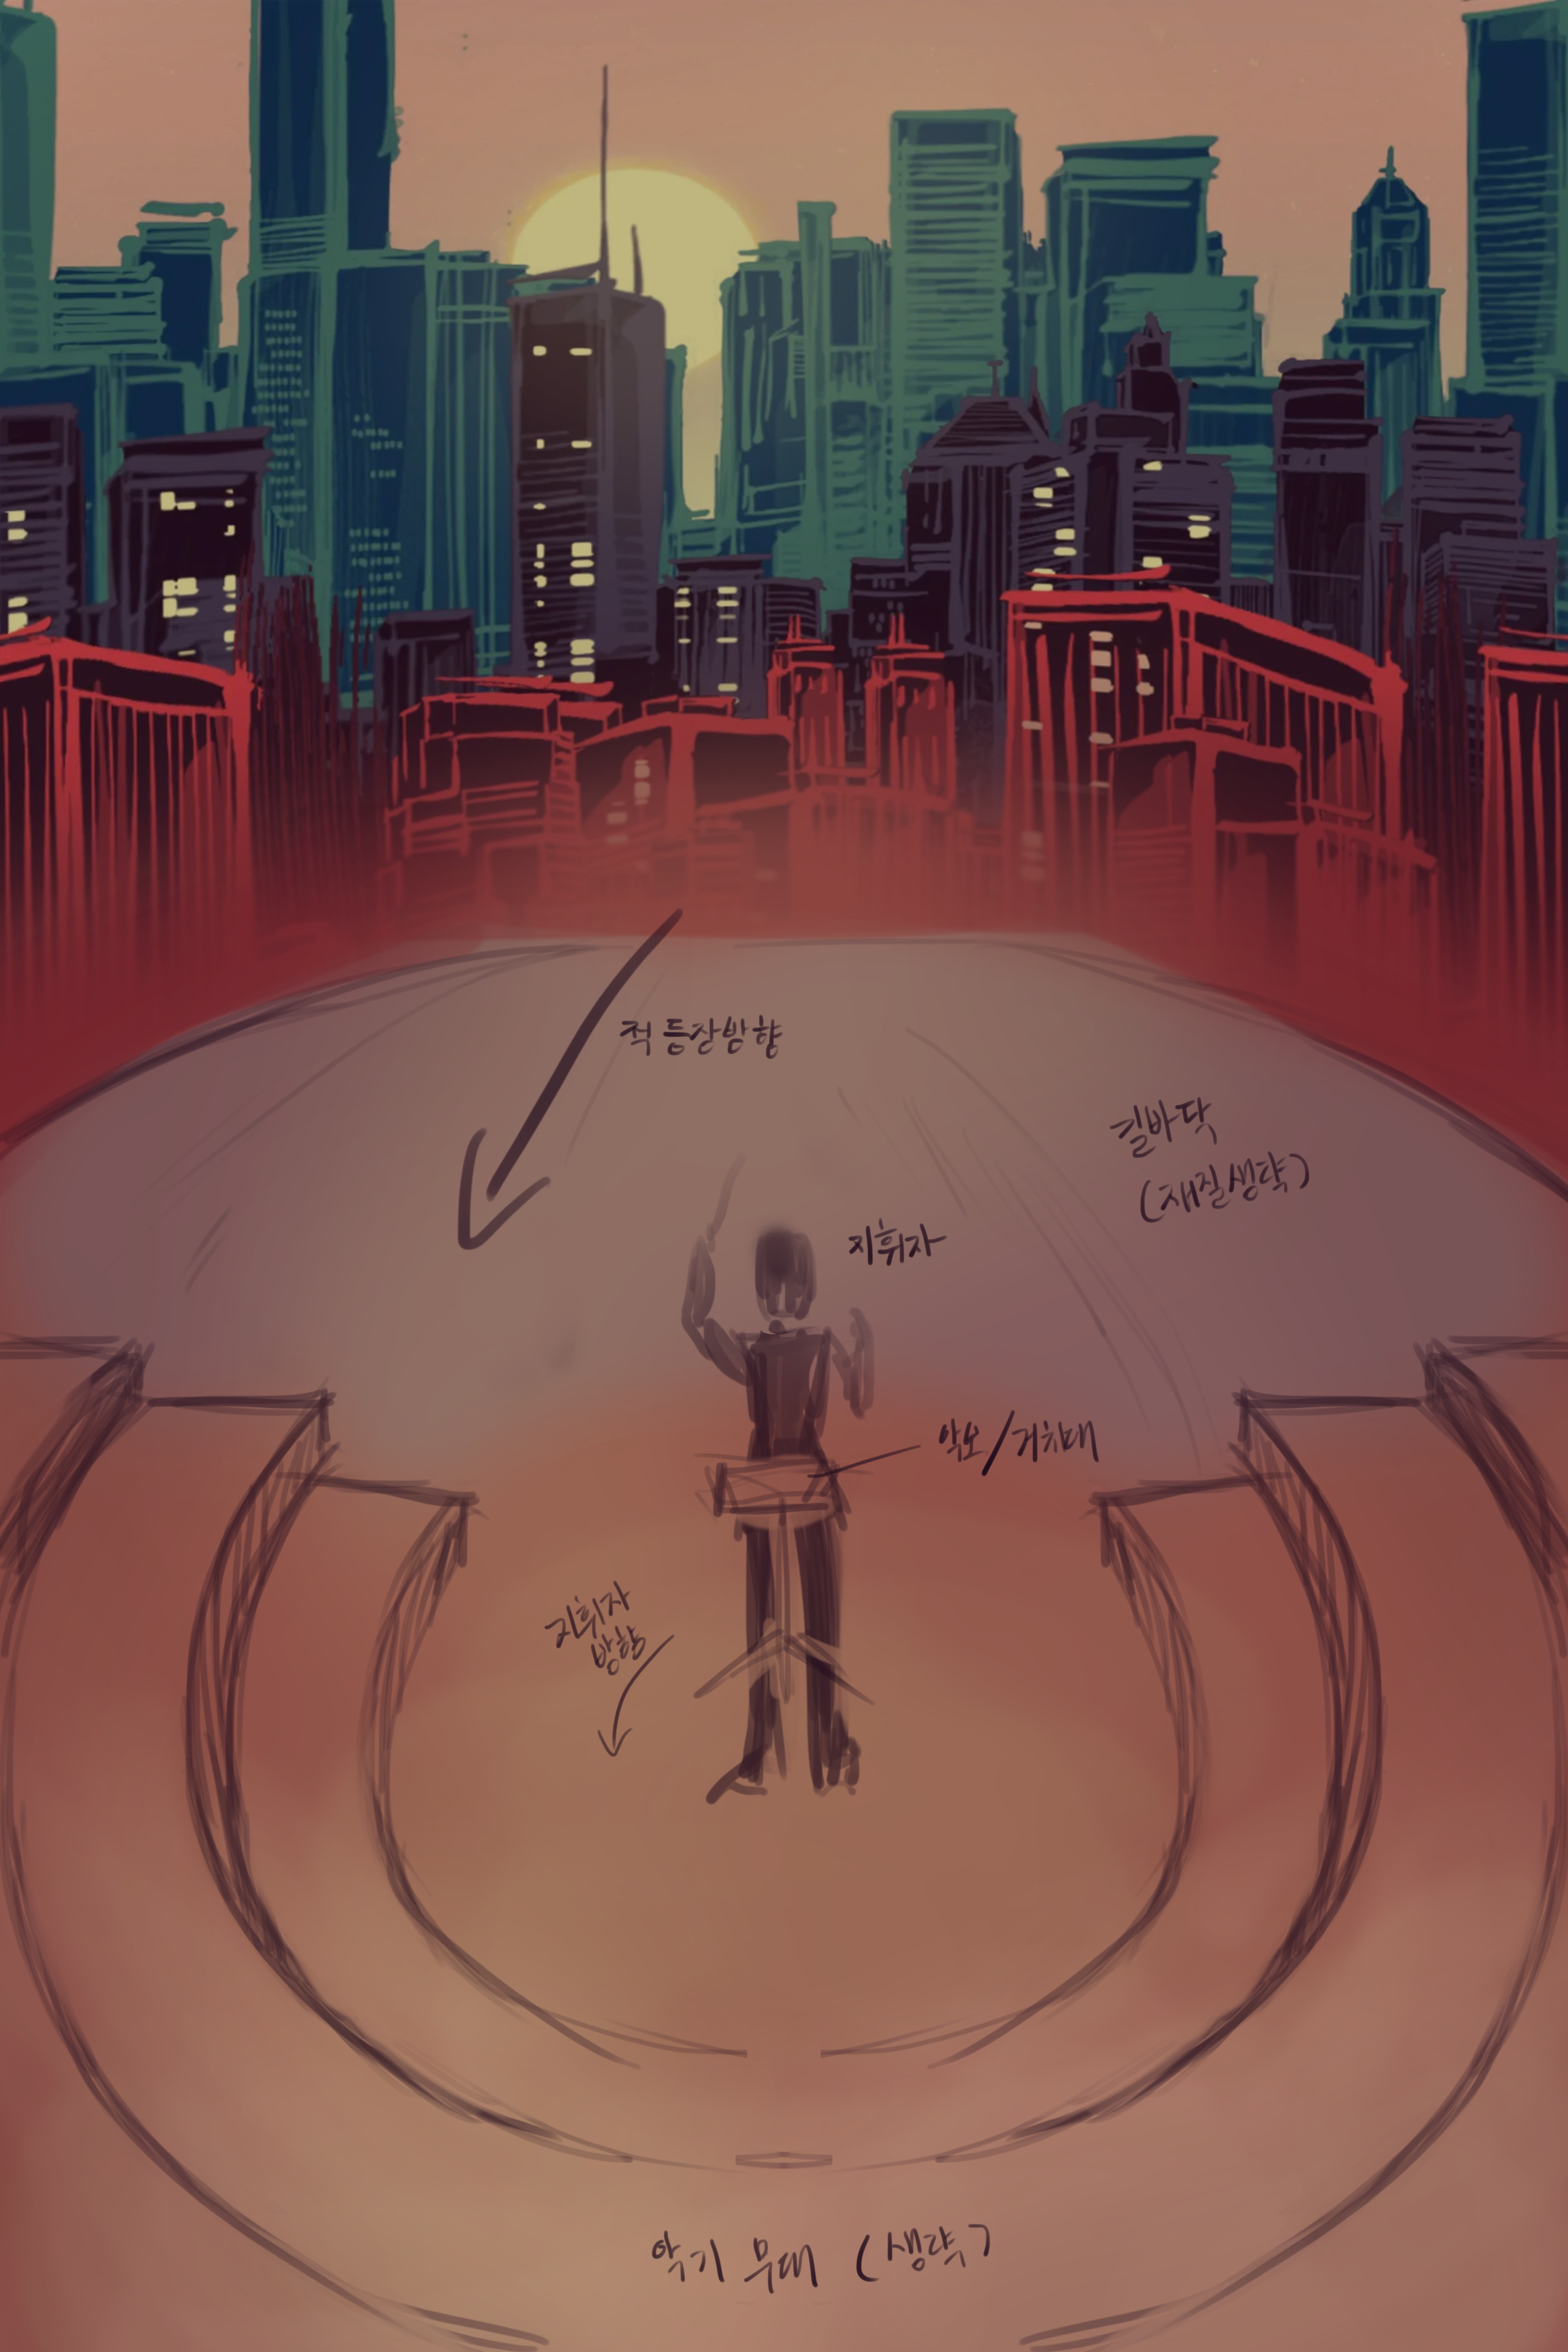 적 등장방향
길바닥
(재질생략)
지휘자
악보/거치대
지휘자
방향
악기 무대 (생략)